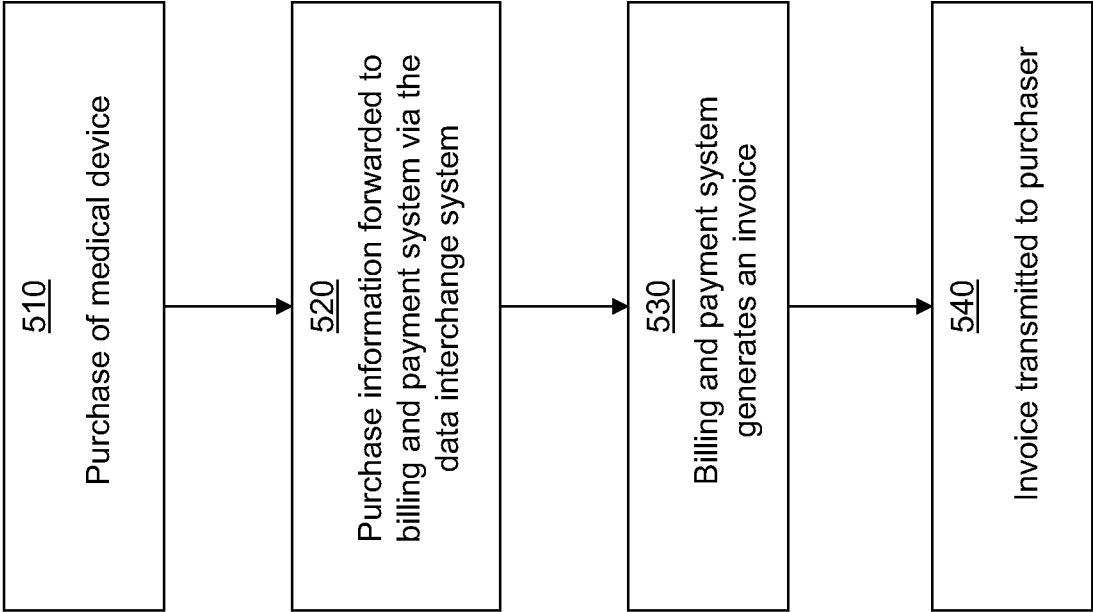 510
Purchase of medical device
520
Purchase information forwarded to
billing and payment system via the
data interchange system
530
Billing and payment system
generates an invoice
540
Invoice transmitted to purchaser